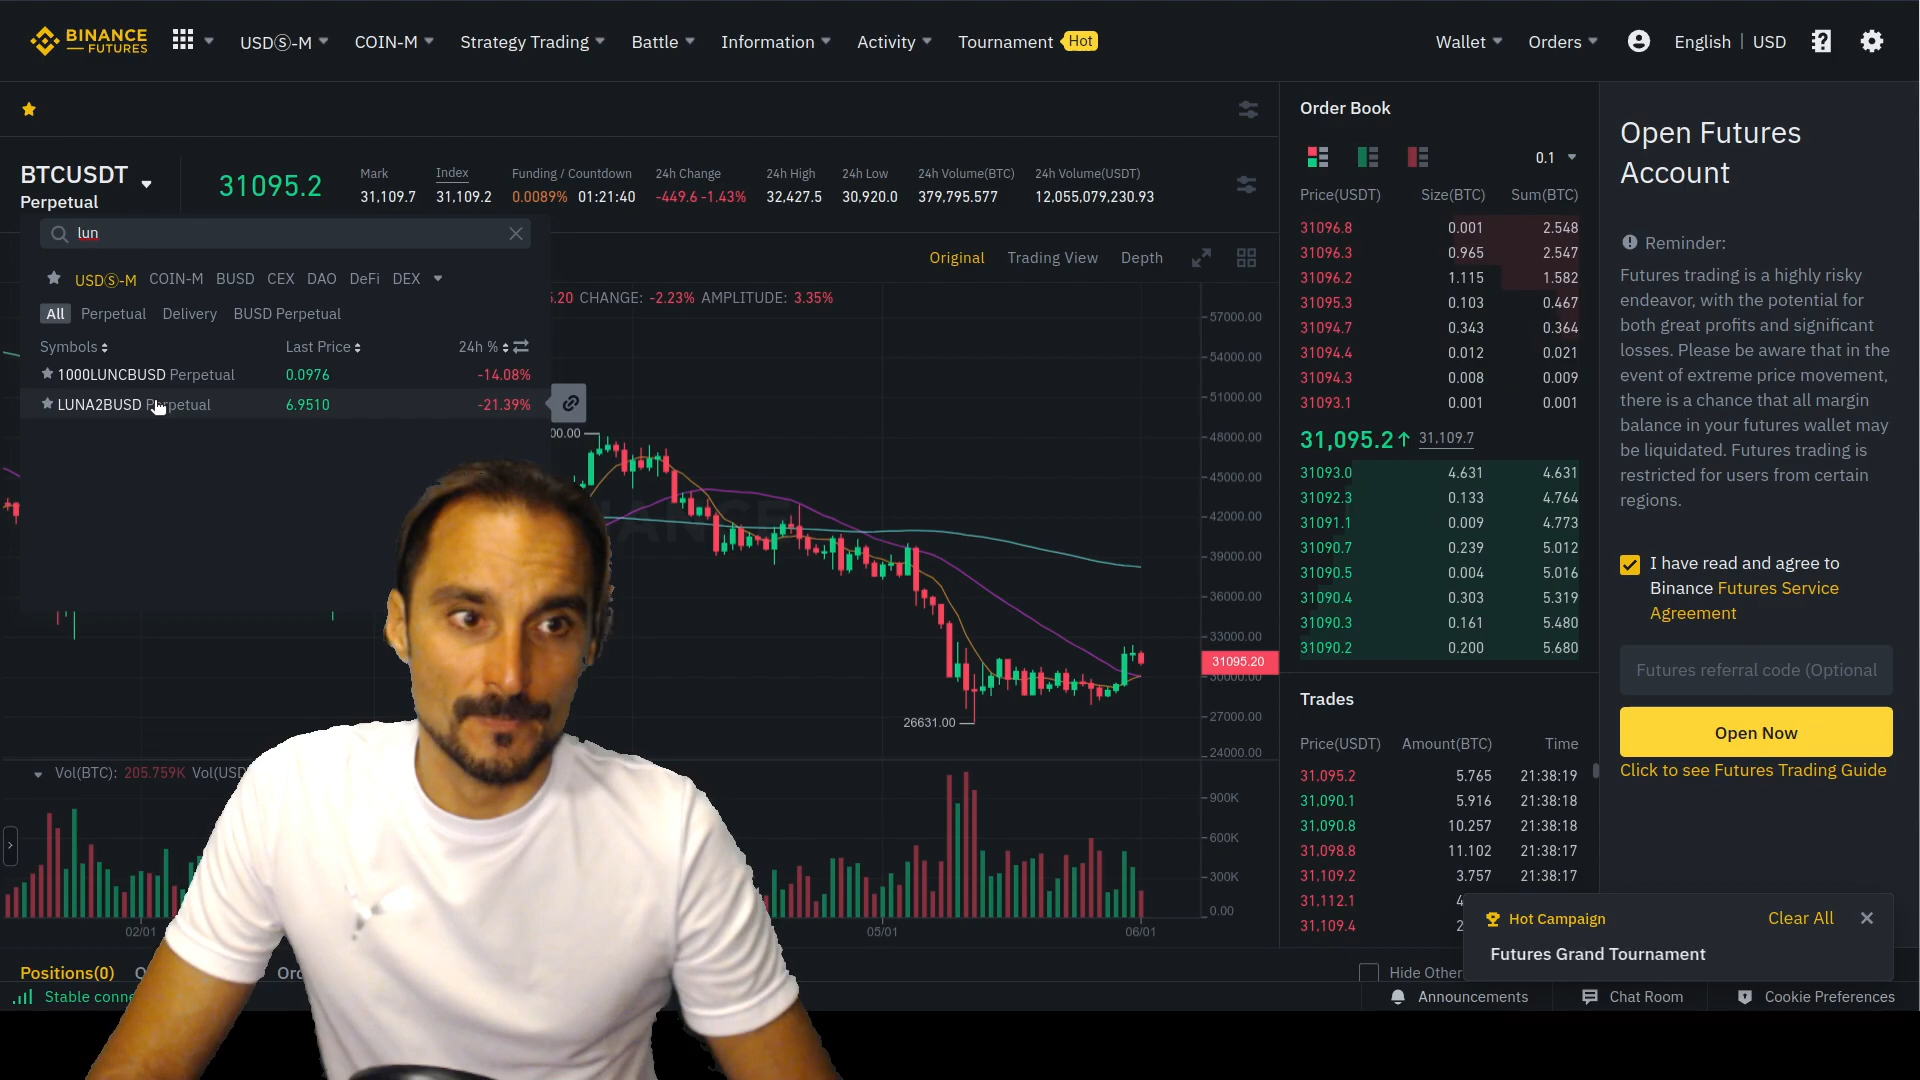 BINANCE
FUTURES
USDⓈ-M COIN-M Strategy Trading Battle Information Activity Tournament Hot Wallet Orders English | USD
BTCUSDT
Perpetual
31095.2
Mark
31,109.7
Index
31,109.2
Funding / Countdown
0.0089% 01:21:40
24h Change
-449.6 -1.43%
24h High
32,427.5
24h Low
30,920.0
24h Volume(BTC)
379,795.577
24h Volume(USDT)
12,055,079,230.93
lun
USDⓈ-M COIN-M BUSD CEX DAO DeFi DEX
All Perpetual Delivery BUSD Perpetual
Symbols Last Price 24h %
1000LUNCBUSD Perpetual 0.0976 -14.08%
LUNA2BUSD Perpetual 6.9510 -21.39%
Original Trading View Depth
5.20 CHANGE: -2.23% AMPLITUDE: 3.35%
00.00
57000.00
54000.00
51000.00
48000.00
45000.00
42000.00
39000.00
36000.00
33000.00
31095.20
30000.00
27000.00
24000.00
26631.00
Vol(BTC): 205.759K Vol(USD
900K
600K
300K
0.00
02/01 05/01 06/01
Positions(0) O Ord
Hide Other
Stable conne
Order Book
0.1
Price(USDT) Size(BTC) Sum(BTC)
31096.8 0.001 2.548
31096.3 0.965 2.547
31096.2 1.115 1.582
31095.3 0.103 0.467
31094.7 0.343 0.364
31094.4 0.012 0.021
31094.3 0.008 0.009
31093.1 0.001 0.001
31,095.2↑ 31,109.7
31093.0 4.631 4.631
31092.3 0.133 4.764
31091.1 0.009 4.773
31090.7 0.239 5.012
31090.5 0.004 5.016
31090.4 0.303 5.319
31090.3 0.161 5.480
31090.2 0.200 5.680
Trades
Price(USDT) Amount(BTC) Time
31,095.2 5.765 21:38:19
31,090.1 5.916 21:38:18
31,090.8 10.257 21:38:18
31,098.8 11.102 21:38:17
31,109.2 3.757 21:38:17
31,112.1 4
31,109.4 2
Open Futures
Account
Reminder:
Futures trading is a highly risky
endeavor, with the potential for
both great profits and significant
losses. Please be aware that in the
event of extreme price movement,
there is a chance that all margin
balance in your futures wallet may
be liquidated. Futures trading is
restricted for users from certain
regions.
I have read and agree to
Binance Futures Service
Agreement
Futures referral code (Optional
Open Now
Click to see Futures Trading Guide
Hot Campaign Clear All
Futures Grand Tournament
Announcements Chat Room Cookie Preferences